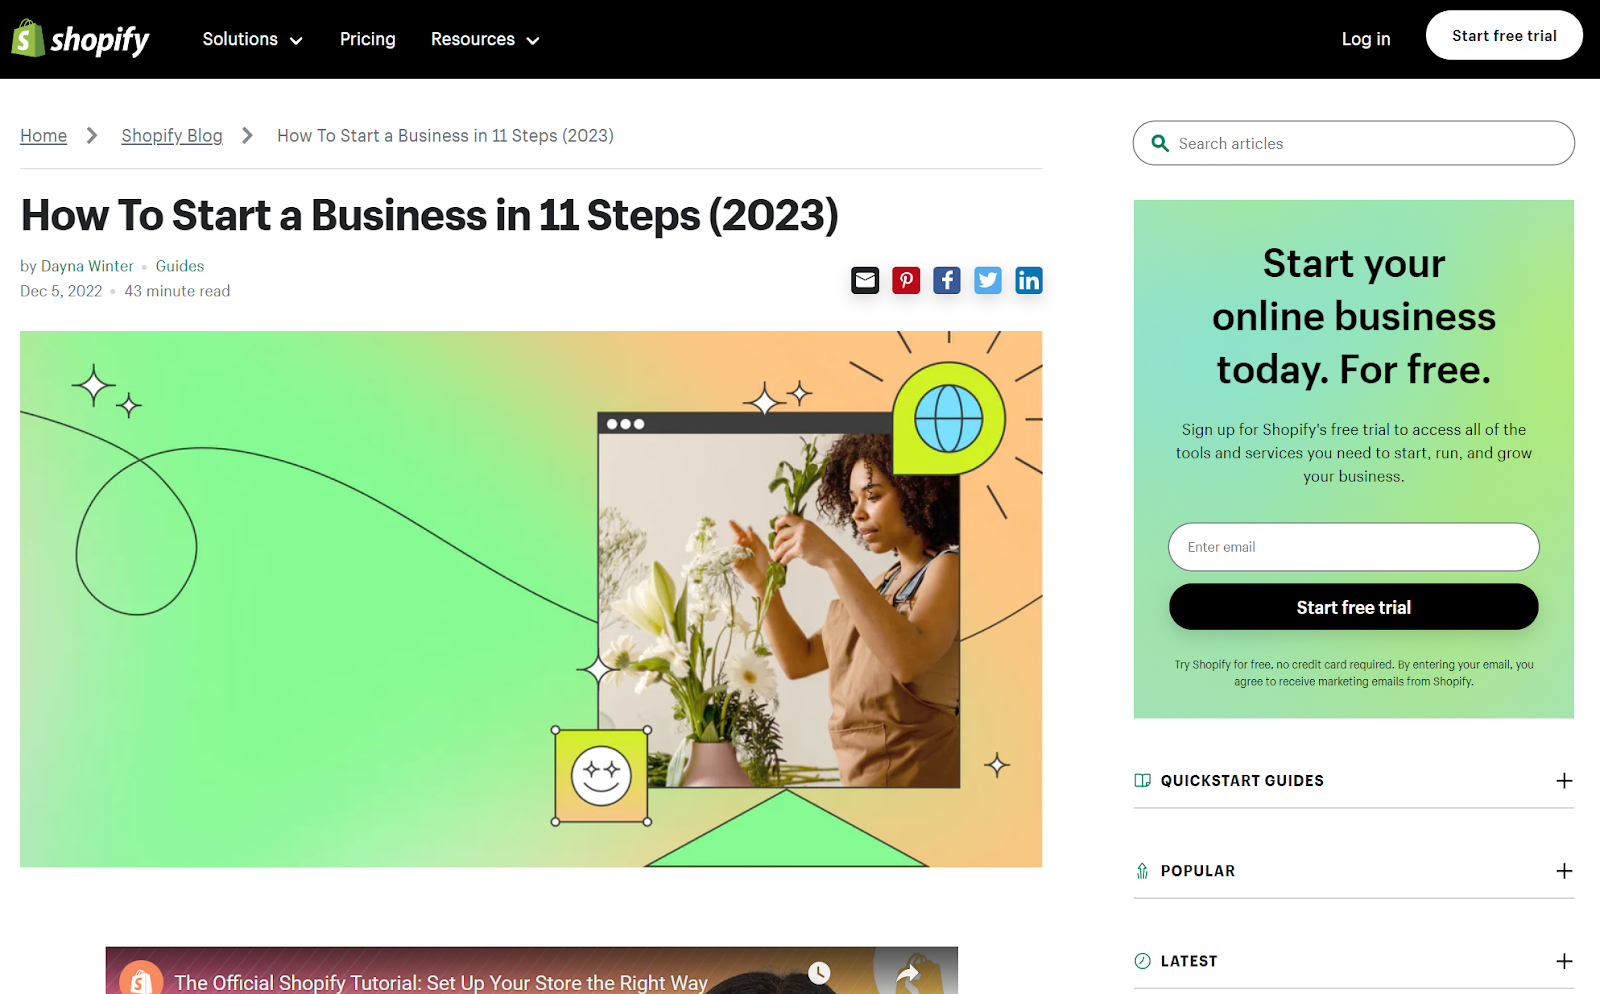 shopify
Solutions
Pricing
Resources
Log in
Start free trial
Home
Shopify Blog
How To Start a Business in 11 Steps (2023)
How To Start a Business in 11 Steps (2023)
by Dayna Winter • Guides
Dec 5, 2022 • 43 minute read
Search articles
Start your
online business
today. For free.
Sign up for Shopify's free trial to access all of the
tools and services you need to start, run, and grow
your business.
Enter email
Start free trial
Try Shopify for free, no credit card required. By entering your email, you
agree to receive marketing emails from Shopify.
QUICKSTART GUIDES
POPULAR
LATEST
The Official Shopify Tutorial: Set Up Your Store the Right Way